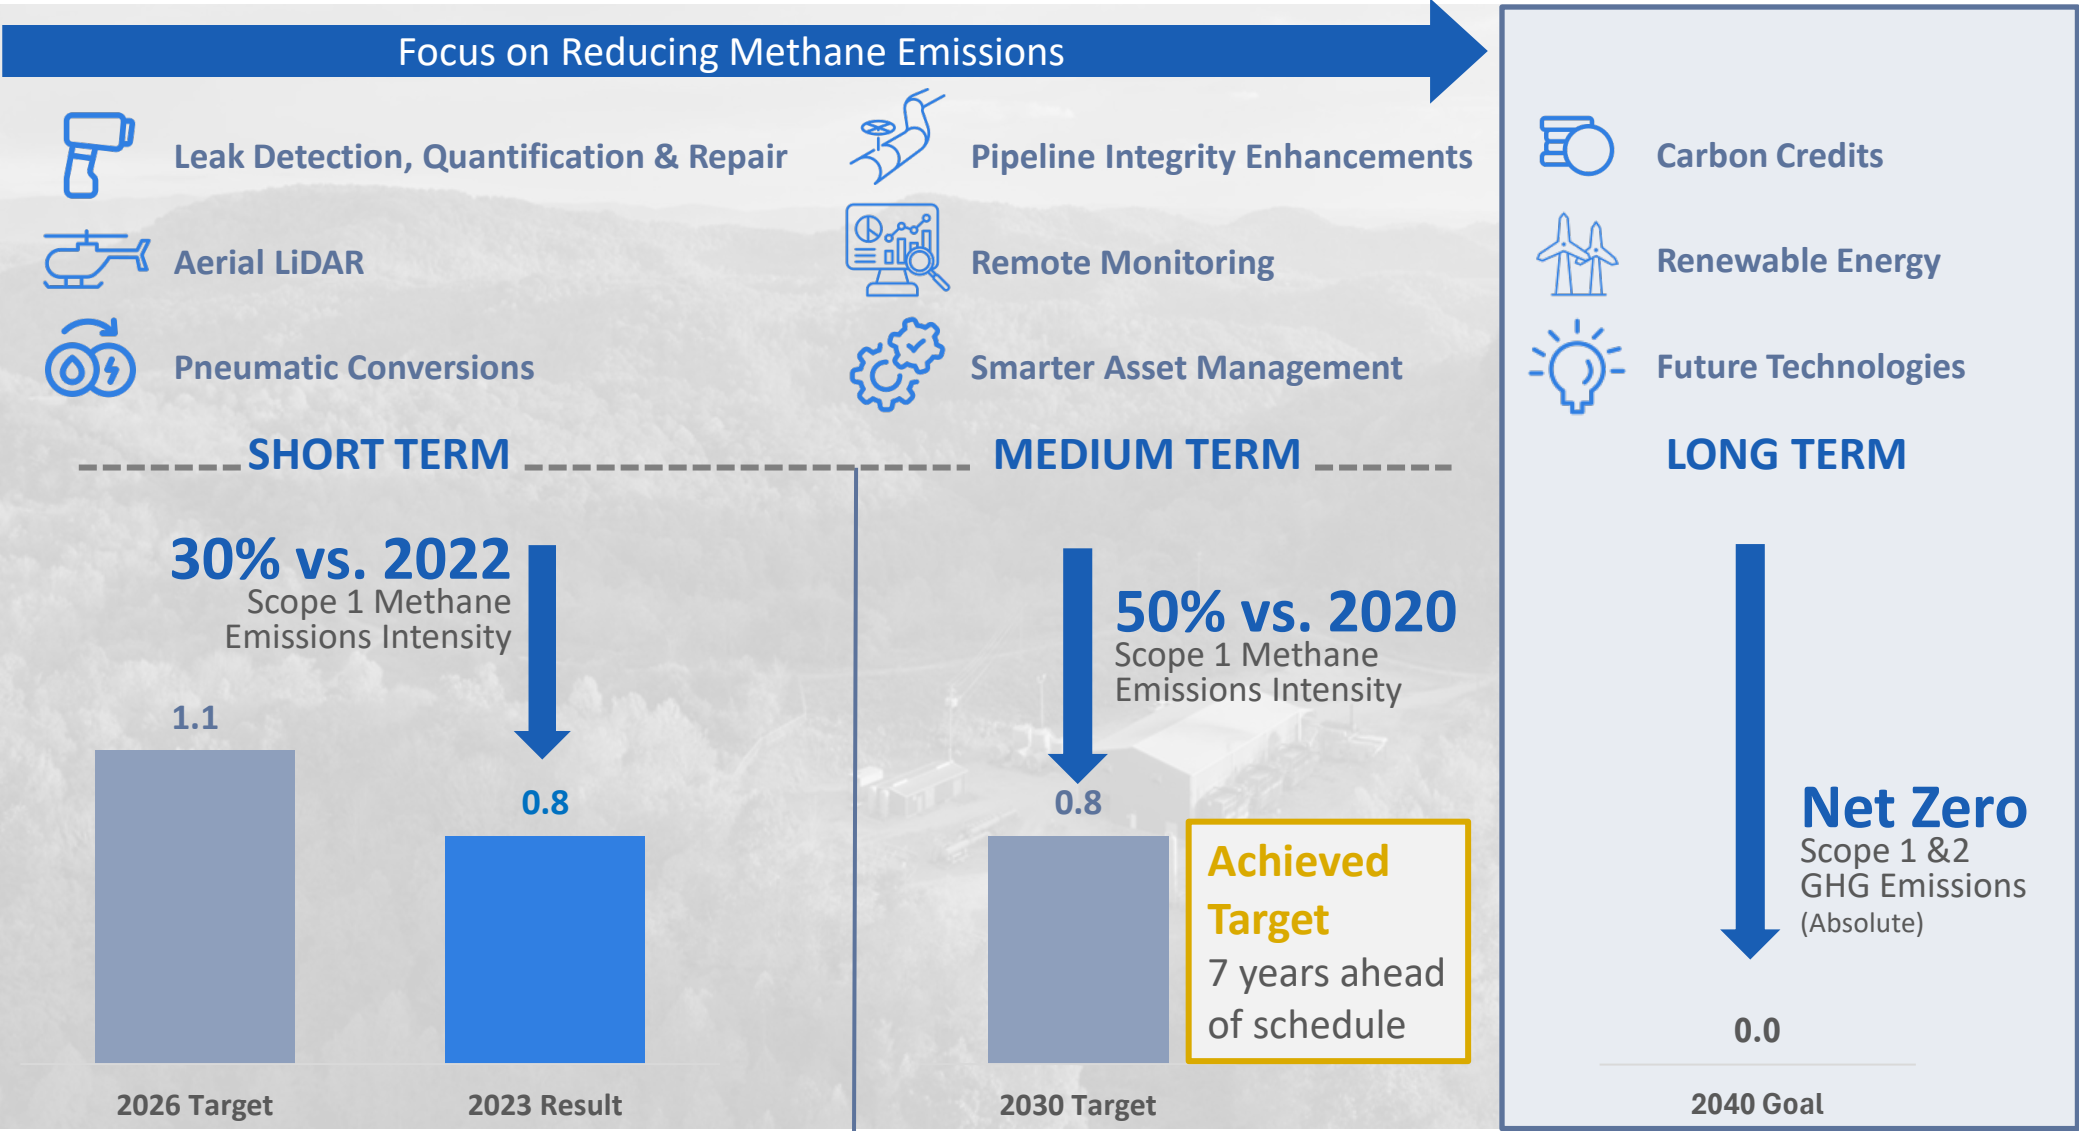 Focus on Reducing Methane Emissions
Leak Detection, Quantification & Repair
Aerial LiDAR
Pneumatic Conversions
Pipeline Integrity Enhancements
Remote Monitoring
Smarter Asset Management
Carbon Credits
Renewable Energy
Future Technologies
SHORT TERM
30% vs. 2022
Scope 1 Methane
Emissions Intensity
1.1
0.8
2026 Target
2023 Result
MEDIUM TERM
50% vs. 2020
Scope 1 Methane
Emissions Intensity
0.8
Achieved
Target
7 years ahead
of schedule
2030 Target
LONG TERM
Net Zero
Scope 1 &2
GHG Emissions
(Absolute)
0.0
2040 Goal